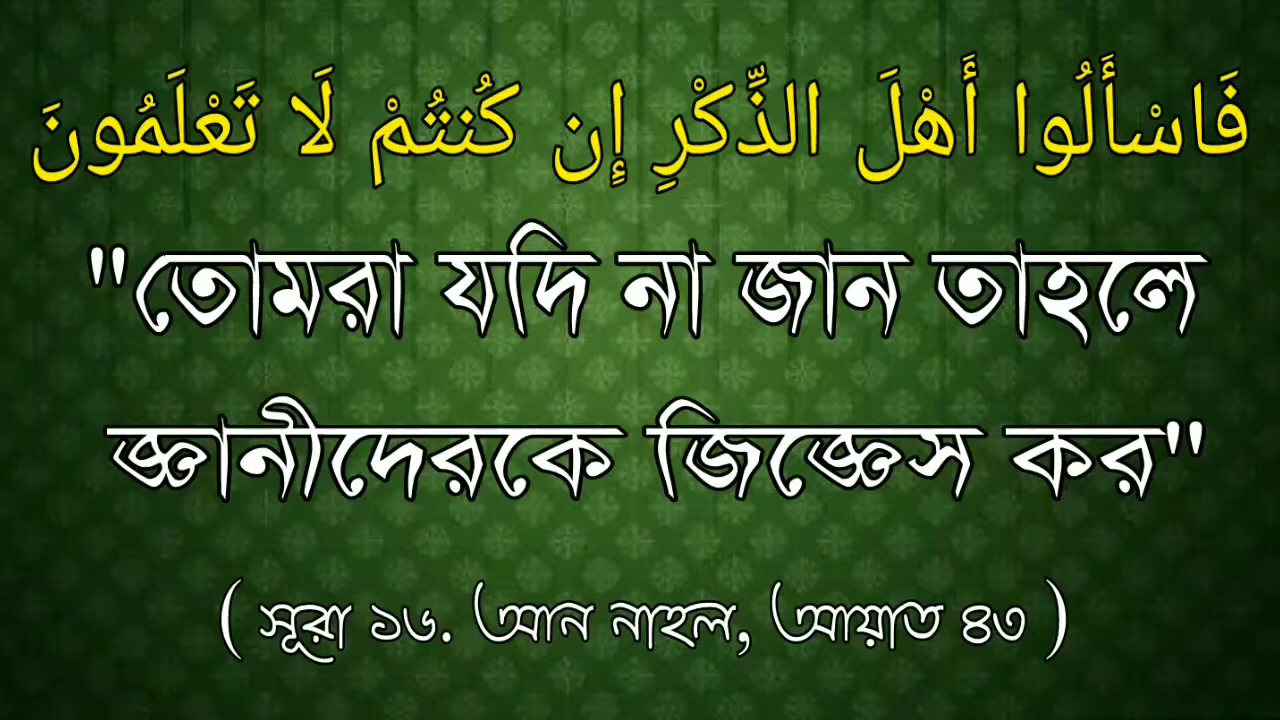 فَاسْأَلُوا أَهْلَ الذِّكْرِ إِن كُنتُمْ لَا تَعْلَمُونَ
"তোমরা যদি না জান তাহলে
জ্ঞানীদেরকে জিজ্ঞেস কর"
( সূরা ১৬. আন নাহল, আয়াত ৪৩ )